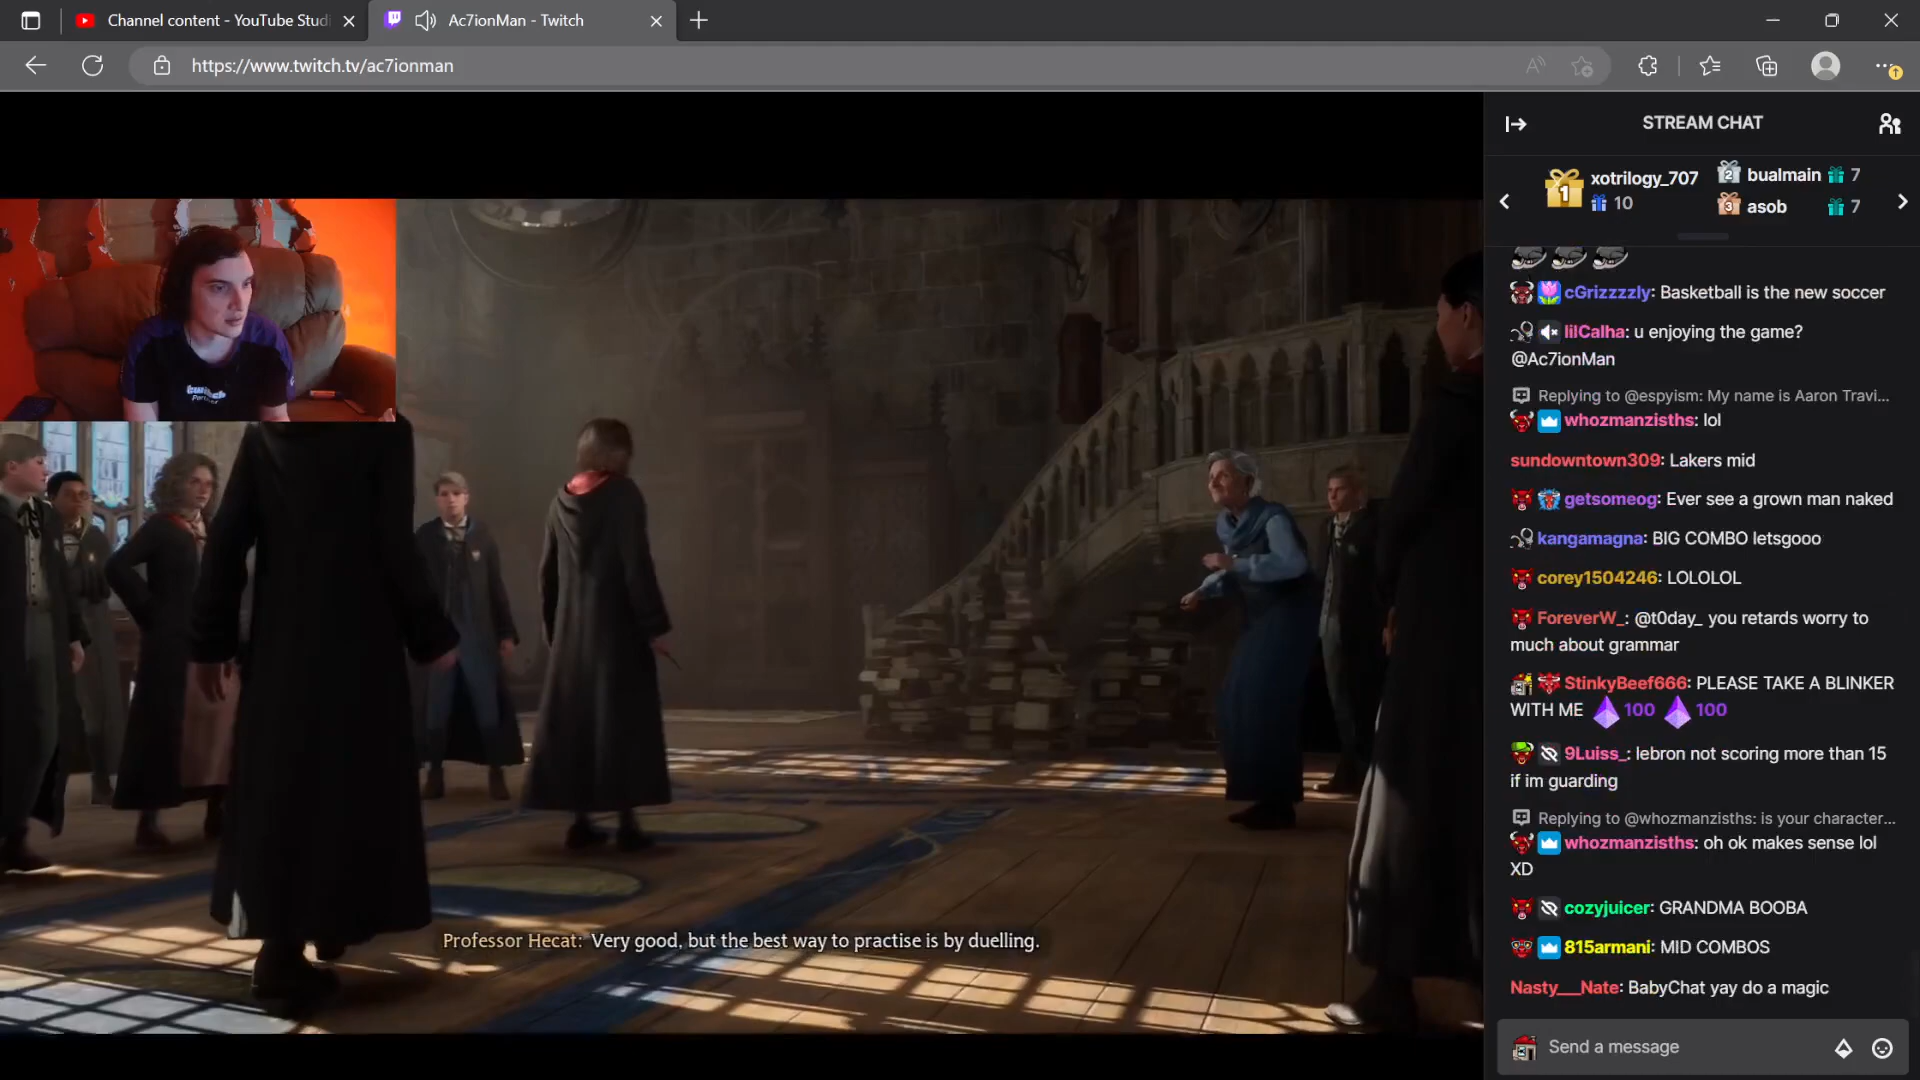 Channel content - YouTube Studi
Ac7ionMan - Twitch
https://www.twitch.tv/ac7ionman
STREAM CHAT
1 xotrilogy_707 10
2 bualmain 7
3 asob 7
cGrizzzzly: Basketball is the new soccer
lilCalha: u enjoying the game?
@Ac7ionMan
Replying to @espyism: My name is Aaron Travi...
whozmanzisths: lol
sundowntown309: Lakers mid
getsomeog: Ever see a grown man naked
kangamagna: BIG COMBO letsgooo
corey1504246: LOLOLOL
ForeverW_: @t0day_ you retards worry to
much about grammar
StinkyBeef666: PLEASE TAKE A BLINKER
WITH ME 100 100
9Luiss_: lebron not scoring more than 15
if im guarding
Replying to @whozmanzisths: is your character...
whozmanzisths: oh ok makes sense lol
XD
cozyjuicer: GRANDMA BOOBA
815armani: MID COMBOS
Nasty___Nate: BabyChat yay do a magic
Send a message
twitch
Partner
Professor Hecat: Very good, but the best way to practise is by duelling.